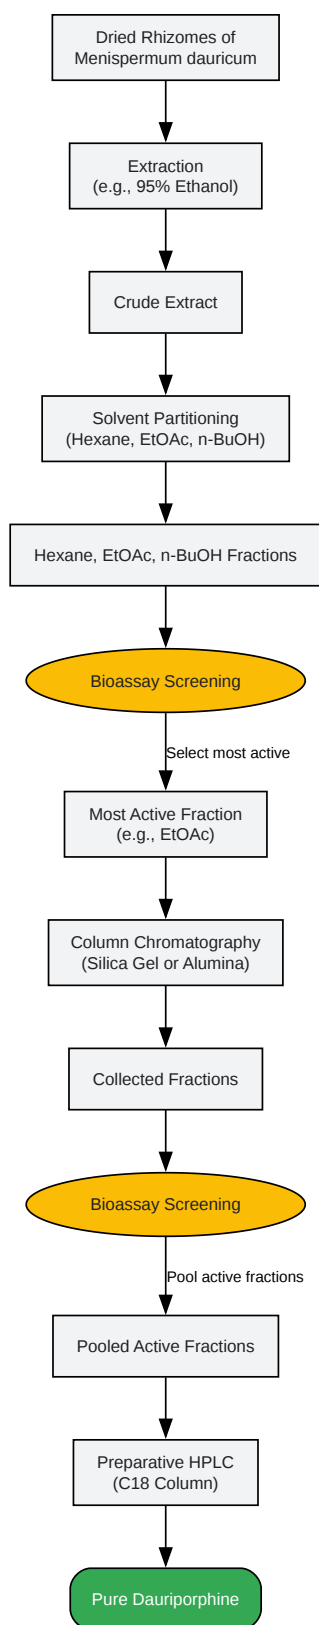 Dried Rhizomes of
Menispermum dauricum
Extraction
(e.g., 95% Ethanol)
Crude Extract
Solvent Partitioning
(Hexane, EtOAc, n-BuOH)
Hexane, EtOAc, n-BuOH Fractions
Bioassay Screening
Select most active
Most Active Fraction
(e.g., EtOAc)
Column Chromatography
(Silica Gel or Alumina)
Collected Fractions
Bioassay Screening
Pool active fractions
Pooled Active Fractions
Preparative HPLC
(C18 Column)
Pure Dauriporphine